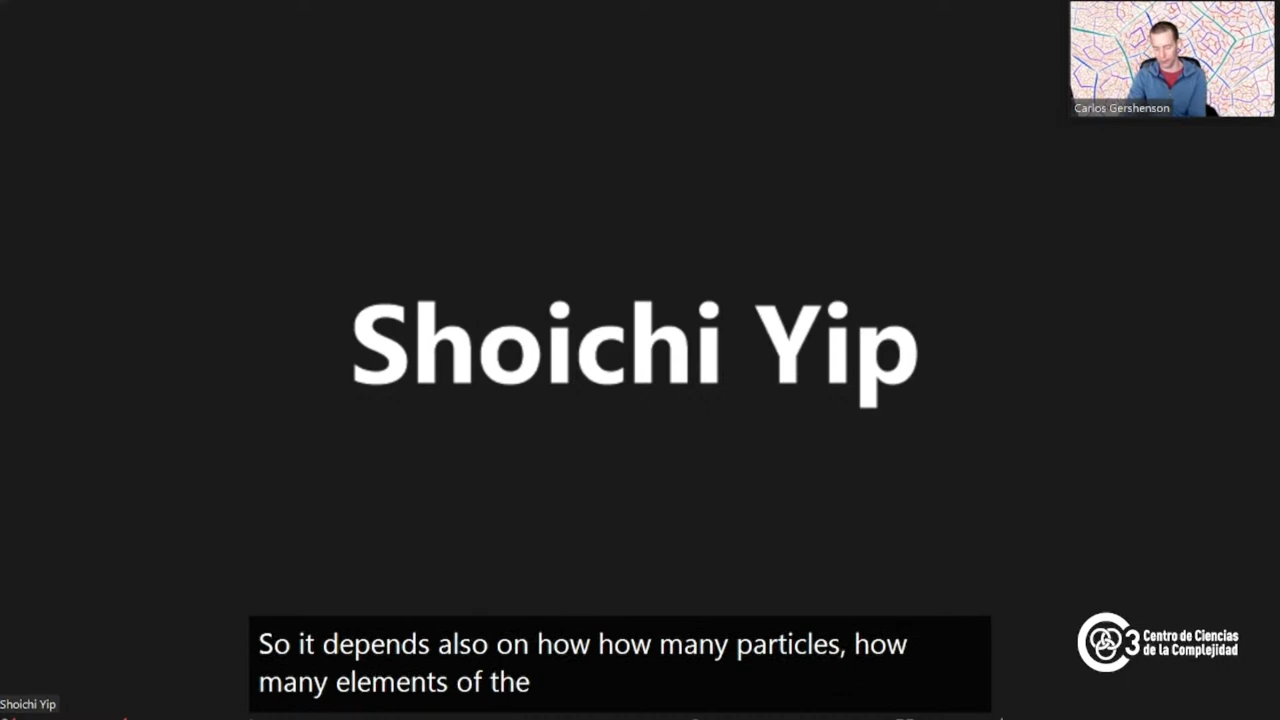 Carlos Gershenson
Shoichi Yip
So it depends also on how how many particles, how
many elements of the
3 Centro de Ciencias
de la Complejidad
Shoichi Yip